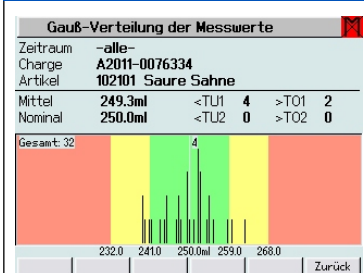 Gauß-Verteilung der Messwerte
Zeitraum -alle-
Charge A2011-0076334
Artikel 102101 Saure Sahne
Mittel 249.3ml <TU1 4 >TO1 2
Nominal 250.0ml <TU2 0 >TO2 0
Gesamt: 32 4
232.0 241.0 250.0ml 259.0 268.0
Zurück